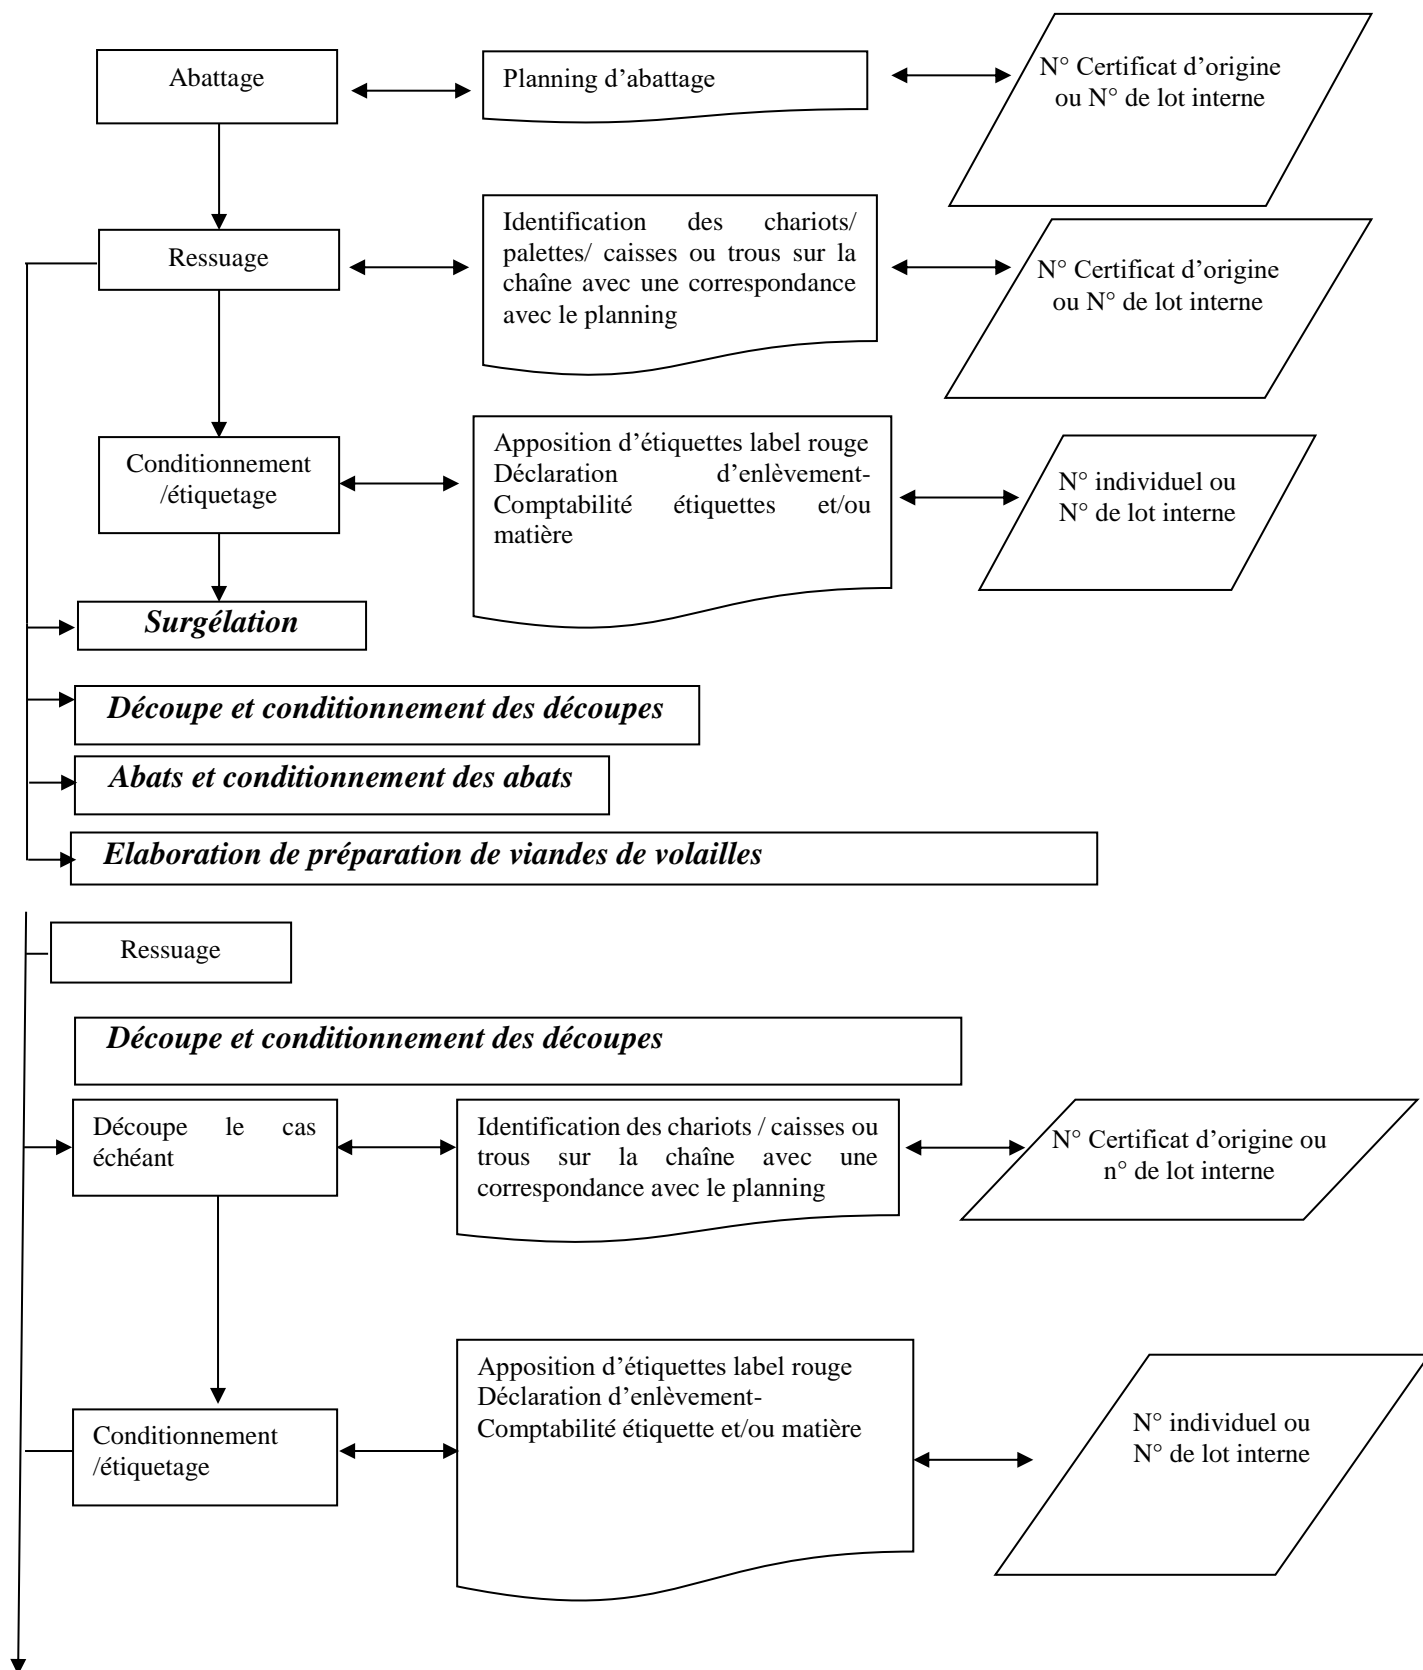 Abattage
Planning d'abattage
N° Certificat d'origine
ou N° de lot interne
Ressuage
Identification des chariots/
palettes/ caisses ou trous sur la
chaîne avec une correspondance
avec le planning
N° Certificat d'origine
ou N° de lot interne
Conditionnement
/étiquetage
Apposition d'étiquettes label rouge
Déclaration d'enlèvement-
Comptabilité étiquettes et/ou
matière
N° individuel ou
N° de lot interne
Surgélation
Découpe et conditionnement des découpes
Abats et conditionnement des abats
Elaboration de préparation de viandes de volailles
Ressuage
Découpe et conditionnement des découpes
Découpe le cas
échéant
Identification des chariots / caisses ou
trous sur la chaîne avec une
correspondance avec le planning
N° Certificat d'origine ou
n° de lot interne
Conditionnement
/étiquetage
Apposition d'étiquettes label rouge
Déclaration d'enlèvement-
Comptabilité étiquette et/ou matière
N° individuel ou
N° de lot interne